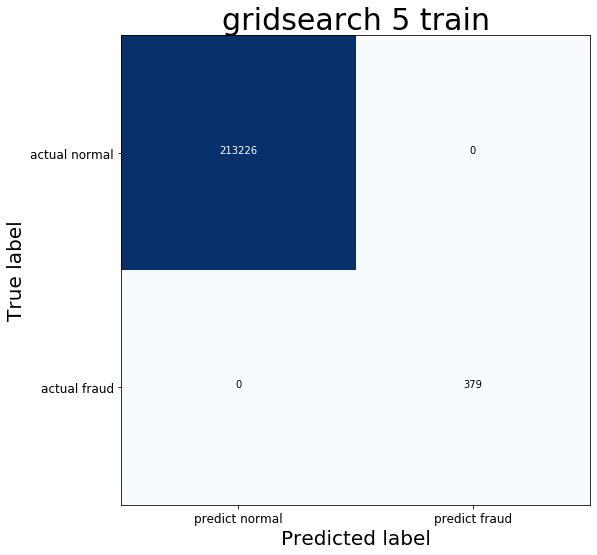 gridsearch 5 train
True label
actual normal
213226
0
actual fraud
0
379
predict normal
predict fraud
Predicted label